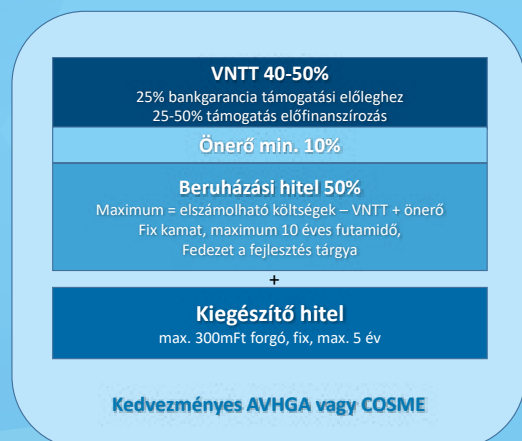 VNTT 40-50%
25% bankgarancia támogatási előleghez
25-50% támogatás előfinanszírozás
Önerő min. 10%
Beruházási hitel 50%
Maximum = elszámolható költségek – VNTT + önerő
Fix kamat, maximum 10 éves futamidő,
Fedezet a fejlesztés tárgya
+
Kiegészítő hitel
max. 300mFt forgó, fix, max. 5 év
Kedvezményes AVHGA vagy COSME